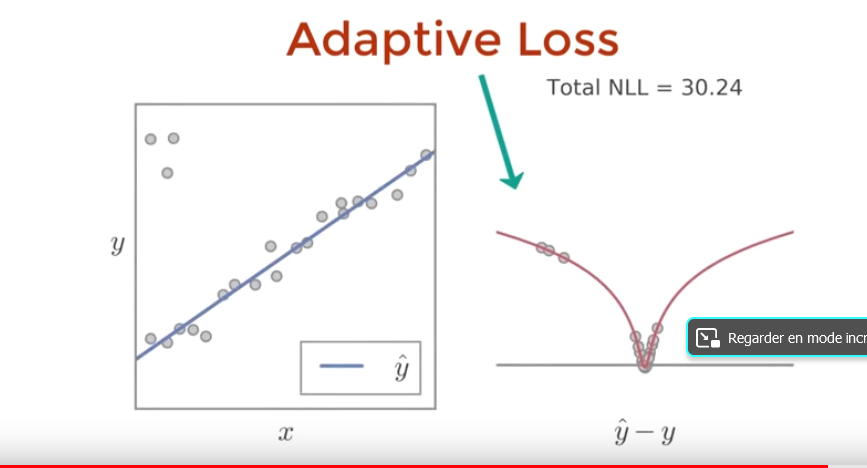 Adaptive Loss
Total NLL = 30.24
y
ŷ
x
ŷ − y
Regarder en mode incr